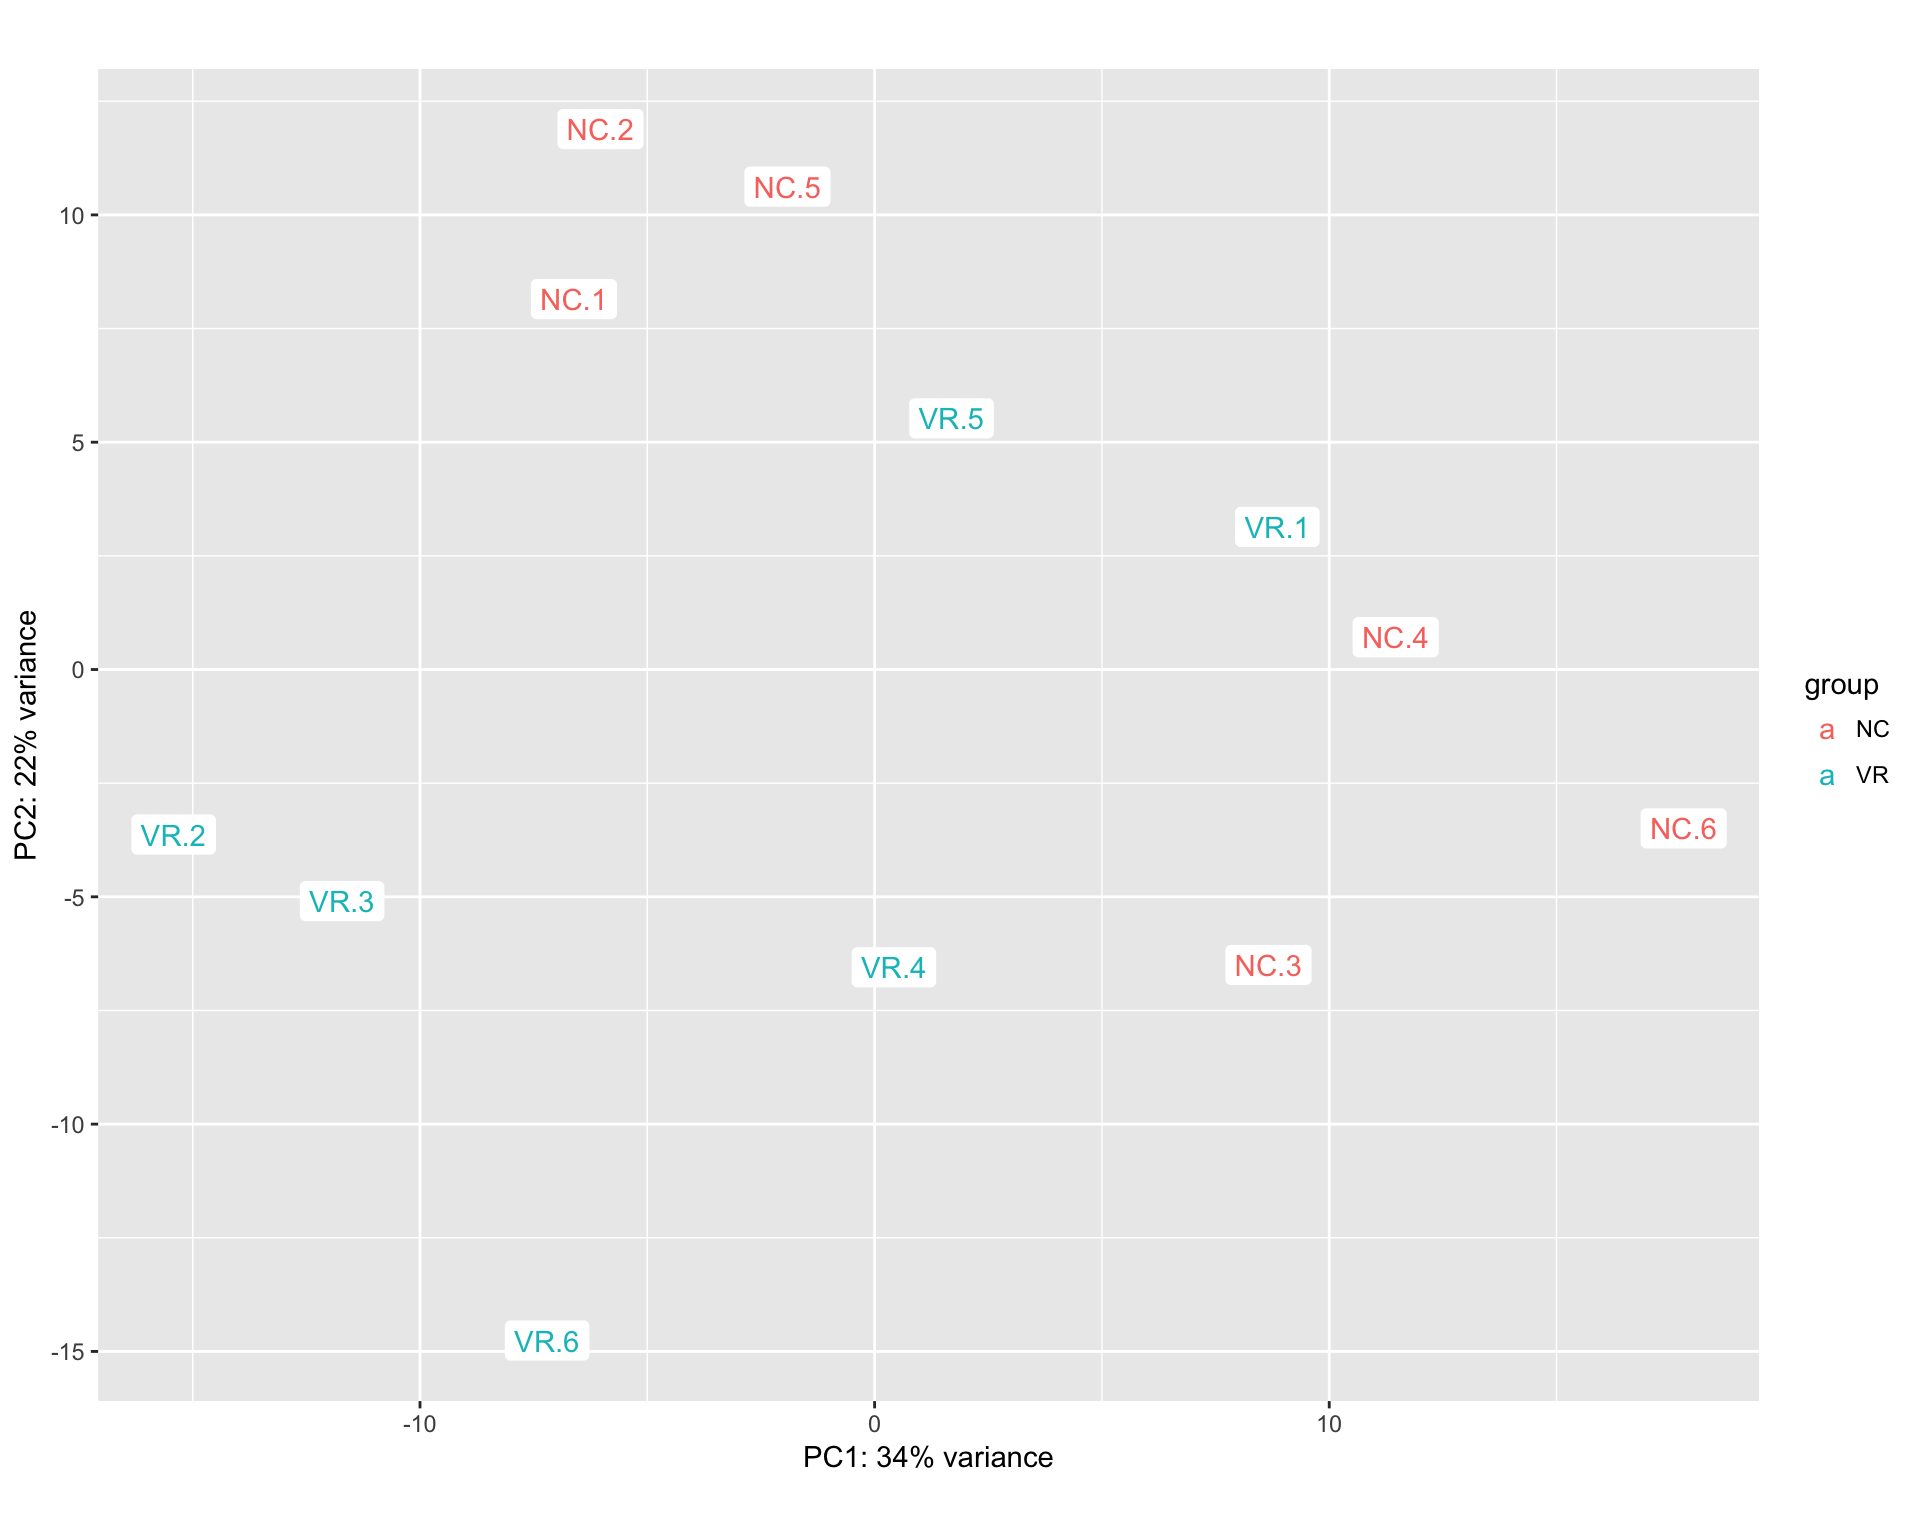 NC.2
NC.5
10
NC.1
VR.5
5
VR.1
NC.4
0
PC2: 22% variance
group
a NC
a VR
VR.2
NC.6
-5
VR.3
VR.4
NC.3
-10
VR.6
-15
-10 0 10
PC1: 34% variance